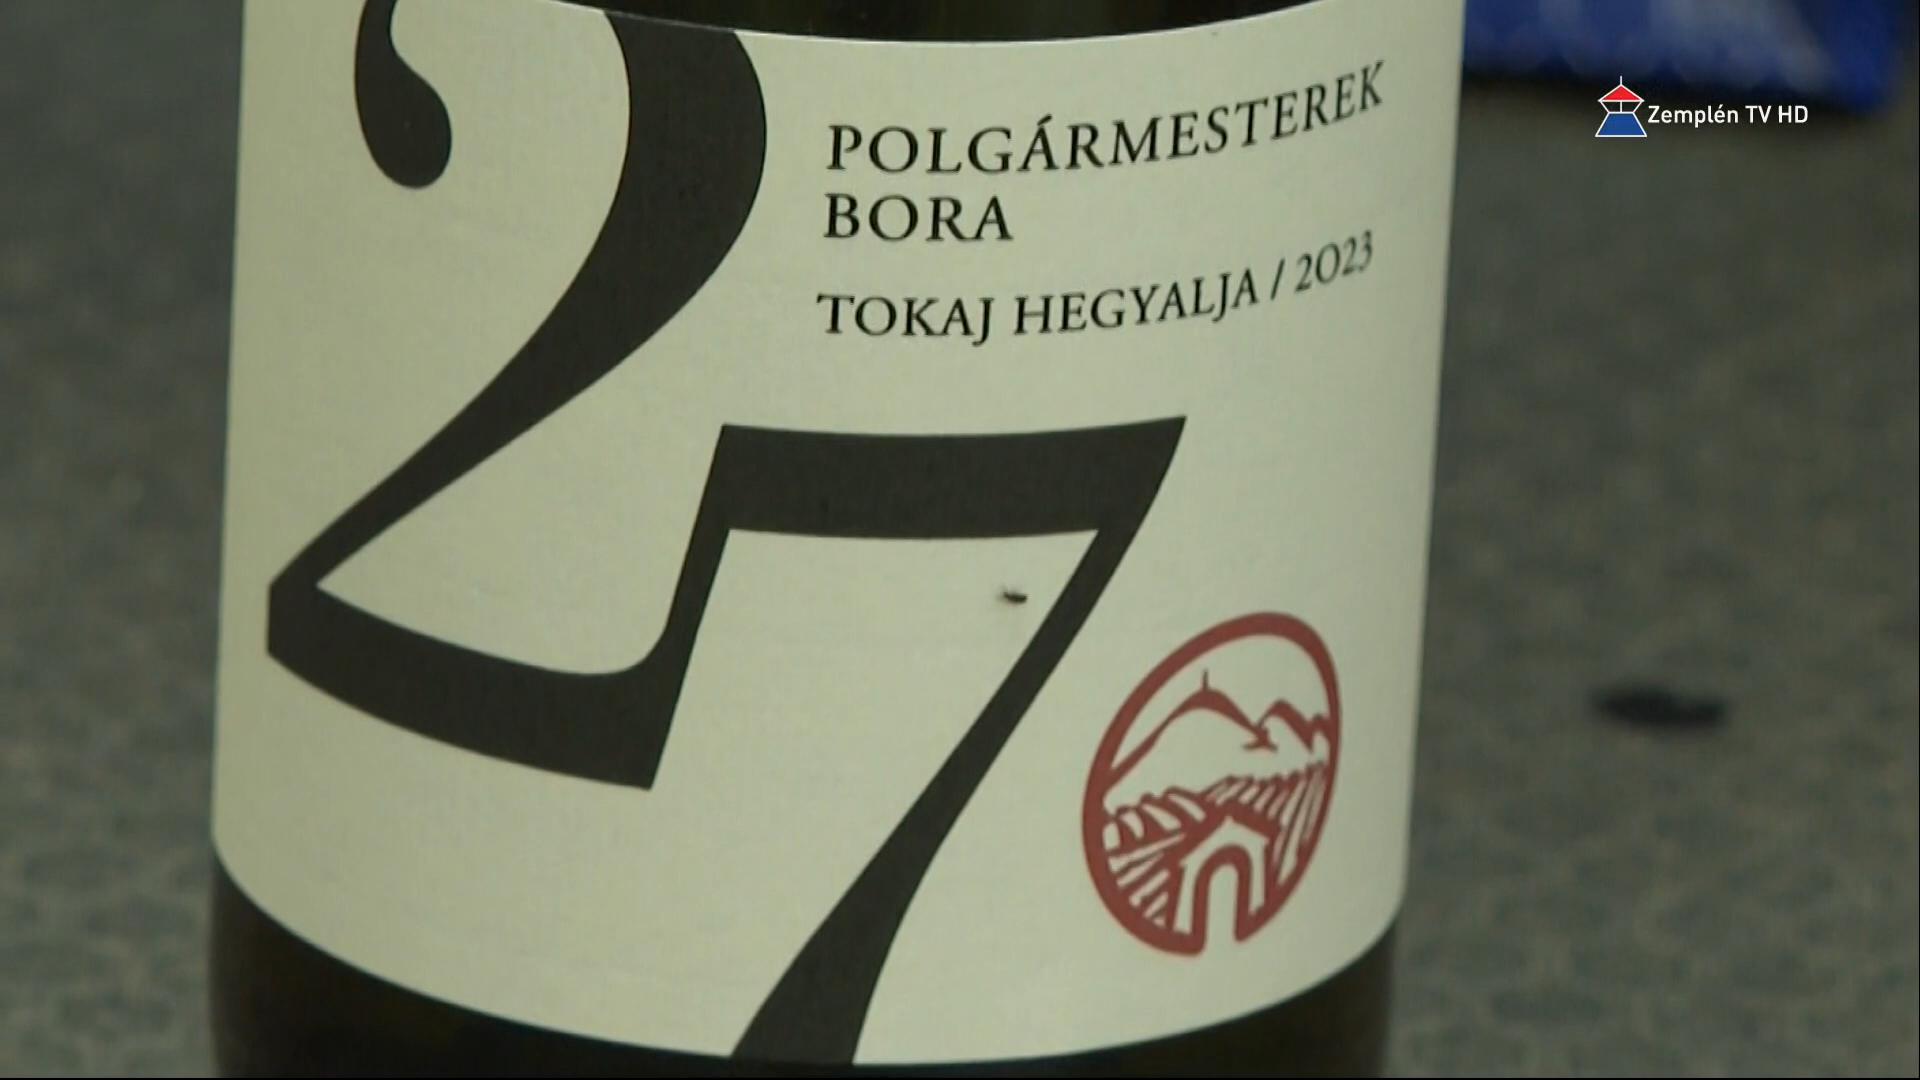 27
POLGÁRMESTEREK
BORA
TOKAJ HEGYALJA / 2023
Zemplén TV HD